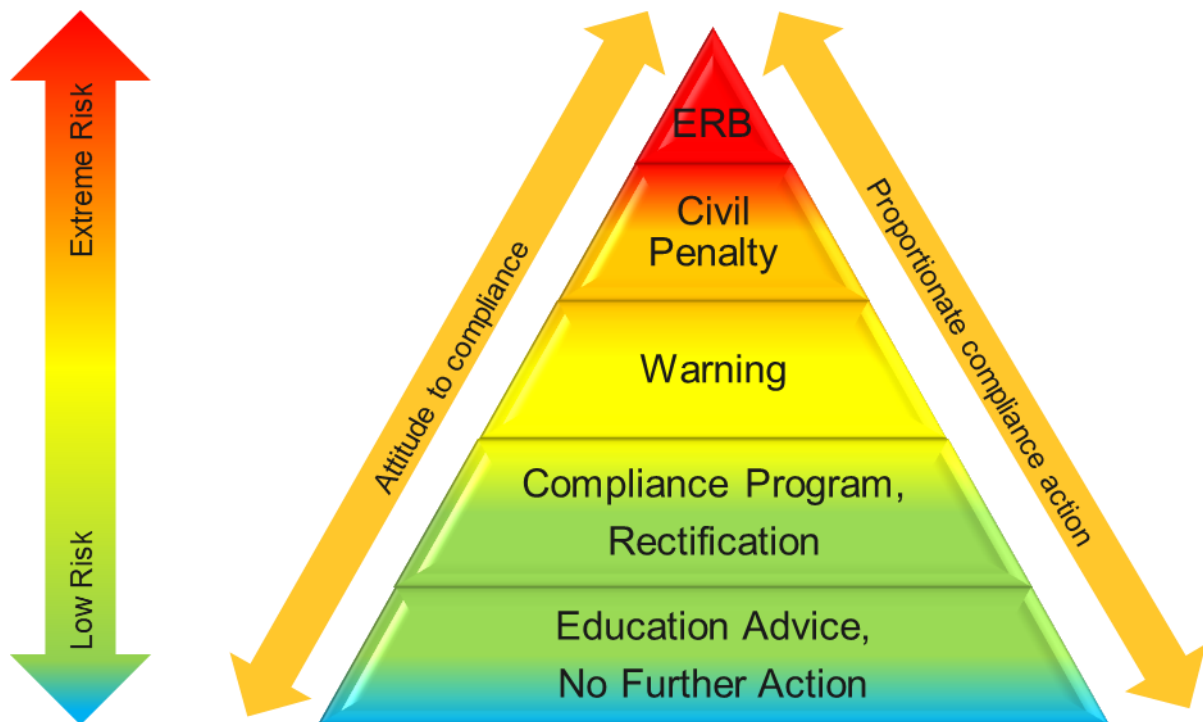 Extreme Risk
Low Risk
Attitude to compliance
ERB
Civil
Penalty
Warning
Compliance Program,
Rectification
Education Advice,
No Further Action
Proportionate compliance action